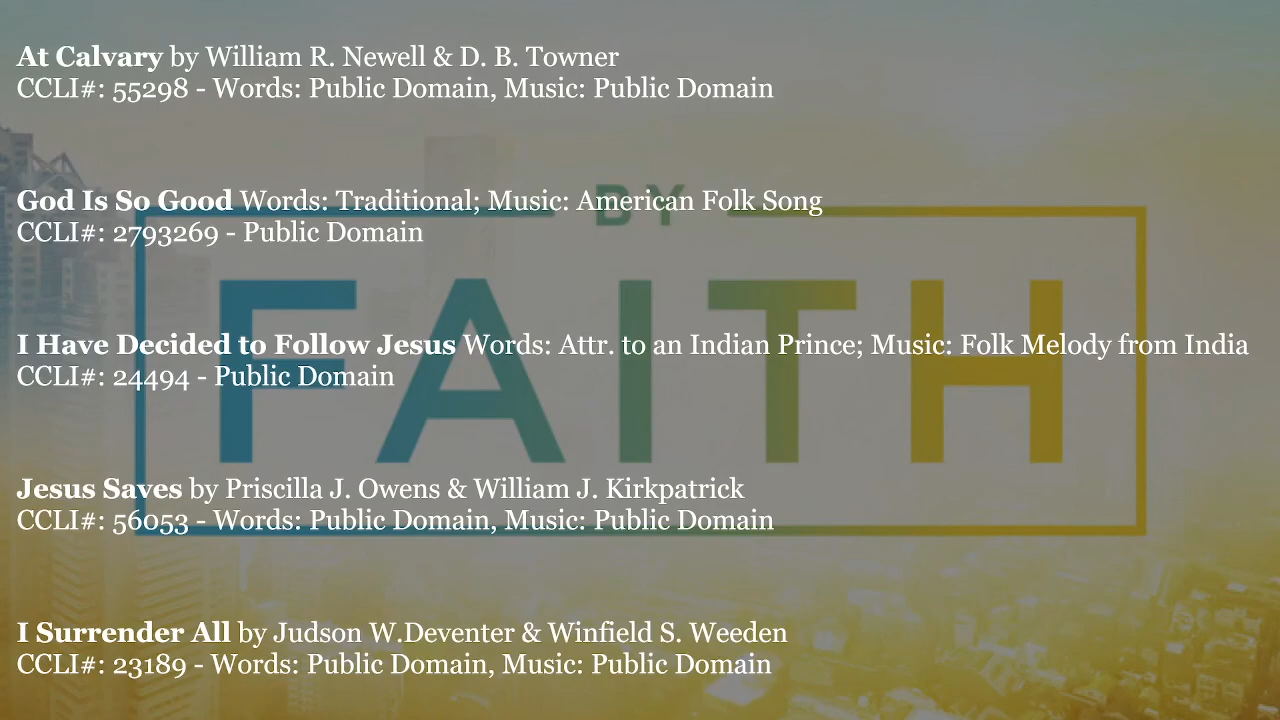 At Calvary by William R. Newell & D. B. Towner
CCLI#: 55298 - Words: Public Domain, Music: Public Domain
BY
God Is So Good Words: Traditional; Music: American Folk Song
CCLI#: 2793269 - Public Domain
FAITH
I Have Decided to Follow Jesus Words: Attr. to an Indian Prince; Music: Folk Melody from India
CCLI#: 24494 - Public Domain
Jesus Saves by Priscilla J. Owens & William J. Kirkpatrick
CCLI#: 56053 - Words: Public Domain, Music: Public Domain
I Surrender All by Judson W.Deventer & Winfield S. Weeden
CCLI#: 23189 - Words: Public Domain, Music: Public Domain